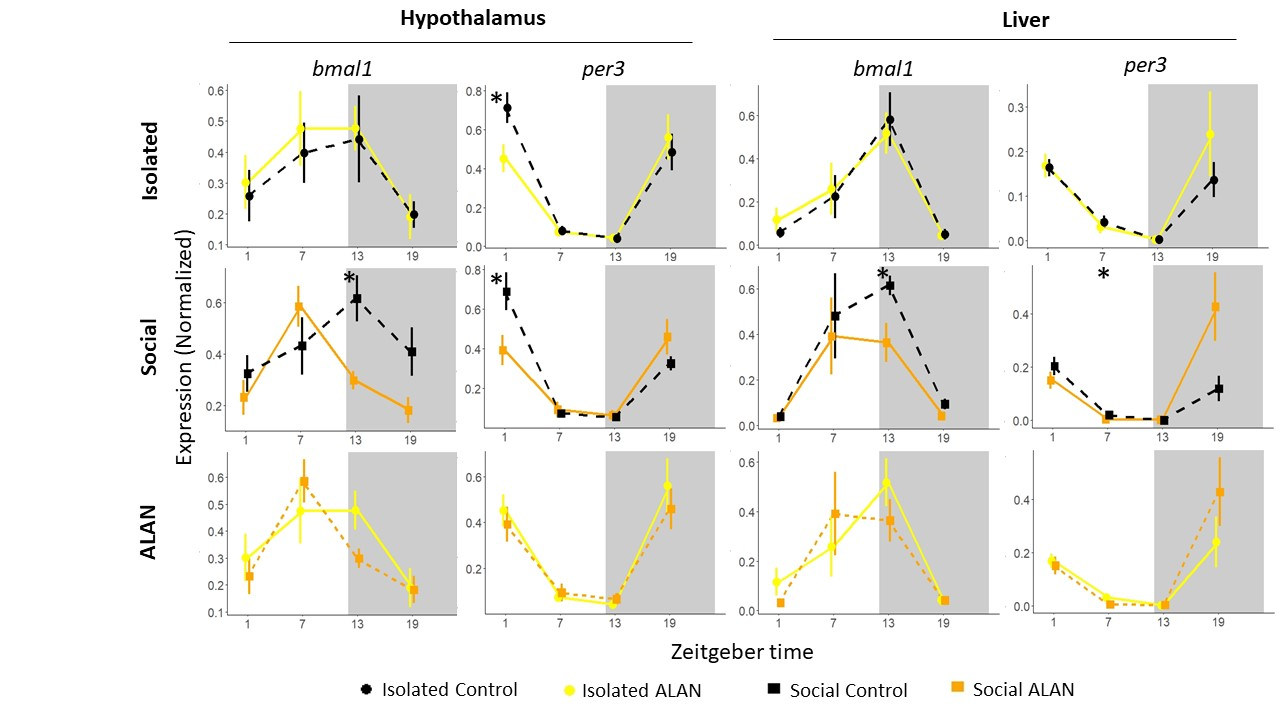 Hypothalamus Liver
bmal1 per3 bmal1 per3
Expression (Normalized)
Isolated
0.6 0.5 0.4 0.3 0.2 0.1
1 7 13 19
* 0.8 0.6 0.4 0.2 0.0
1 7 13 19
0.6 0.4 0.2 0.0
1 7 13 19
0.3 0.2 0.1 0.0
1 7 13 19
Social
* 0.6 0.4 0.2
1 7 13 19
* 0.8 0.6 0.4 0.2
1 7 13 19
* 0.6 0.4 0.2 0.0
1 7 13 19
* 0.4 0.2 0.0
1 7 13 19
ALAN
0.6 0.5 0.4 0.3 0.2 0.1
1 7 13 19
0.6 0.4 0.2
1 7 13 19
0.6 0.4 0.2 0.0
1 7 13 19
0.4 0.2 0.0
1 7 13 19
Zeitgeber time
Isolated Control Isolated ALAN Social Control Social ALAN